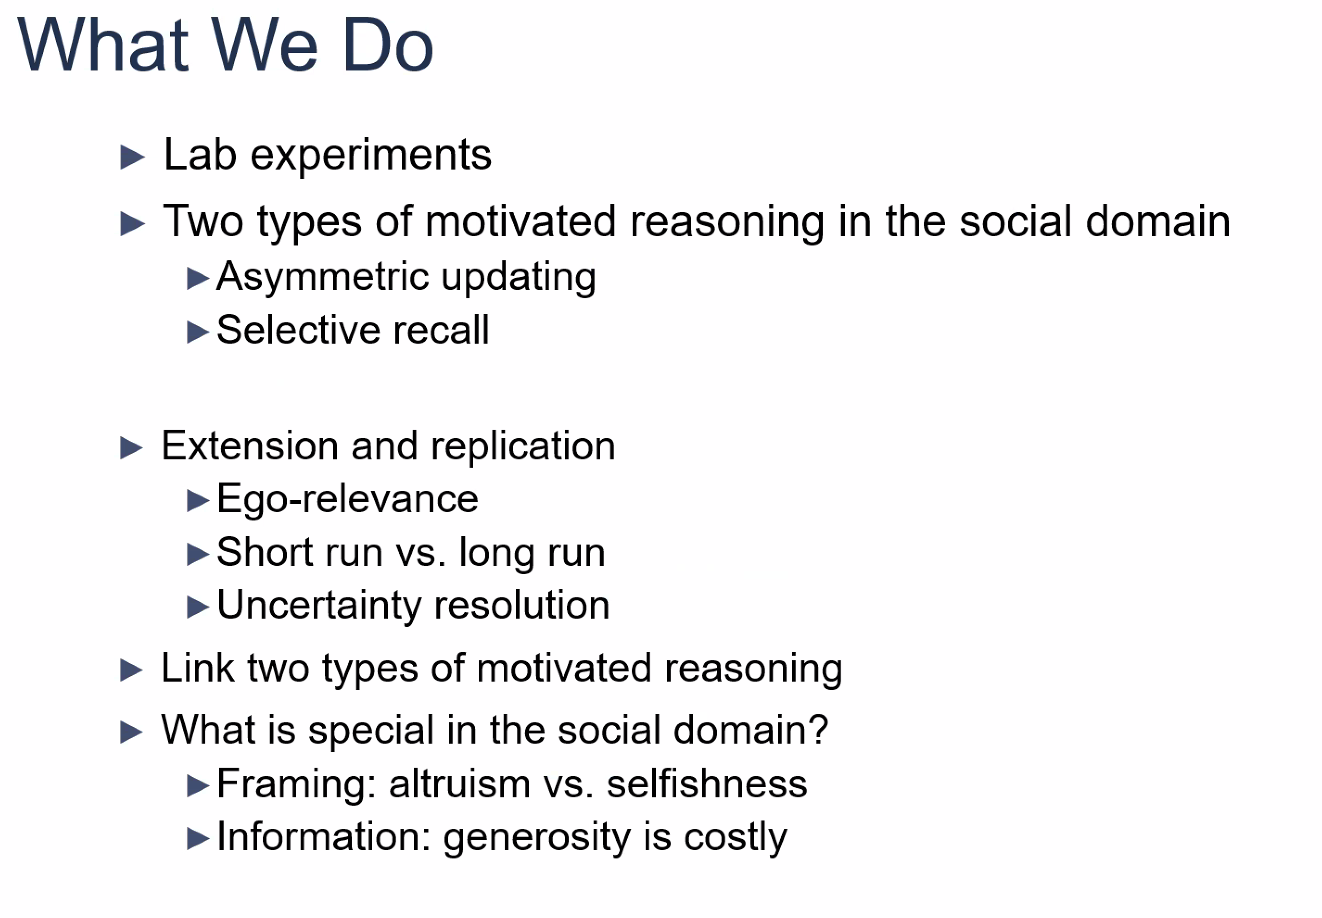 What We Do
► Lab experiments
► Two types of motivated reasoning in the social domain
► Asymmetric updating
► Selective recall
► Extension and replication
► Ego-relevance
► Short run vs. long run
► Uncertainty resolution
► Link two types of motivated reasoning
► What is special in the social domain?
► Framing: altruism vs. selfishness
► Information: generosity is costly